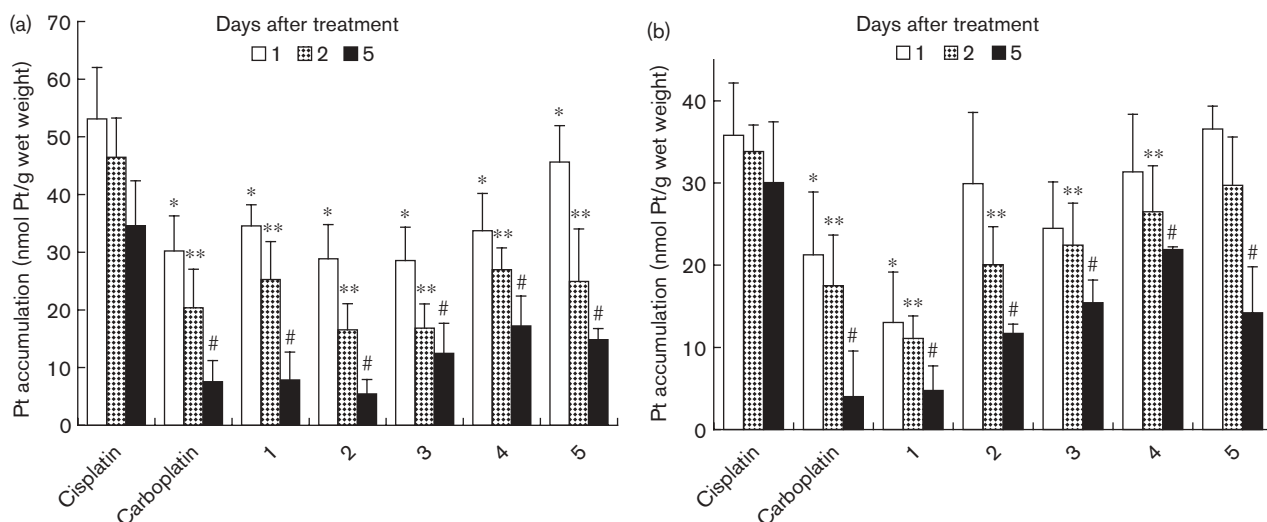 (a)
Days after treatment
1 2 5
Pt accumulation (nmol Pt/g wet weight)
70
60
50
40
30
20
10
0
* * ** * ** * ** * ** * ** * **
# # # # # #
Cisplatin
Carboplatin
1
2
3
4
5
(b)
Days after treatment
1 2 5
Pt accumulation (nmol Pt/g wet weight)
40
30
20
10
0
* ** * ** ** ** **
# # # # # #
Cisplatin
Carboplatin
1
2
3
4
5